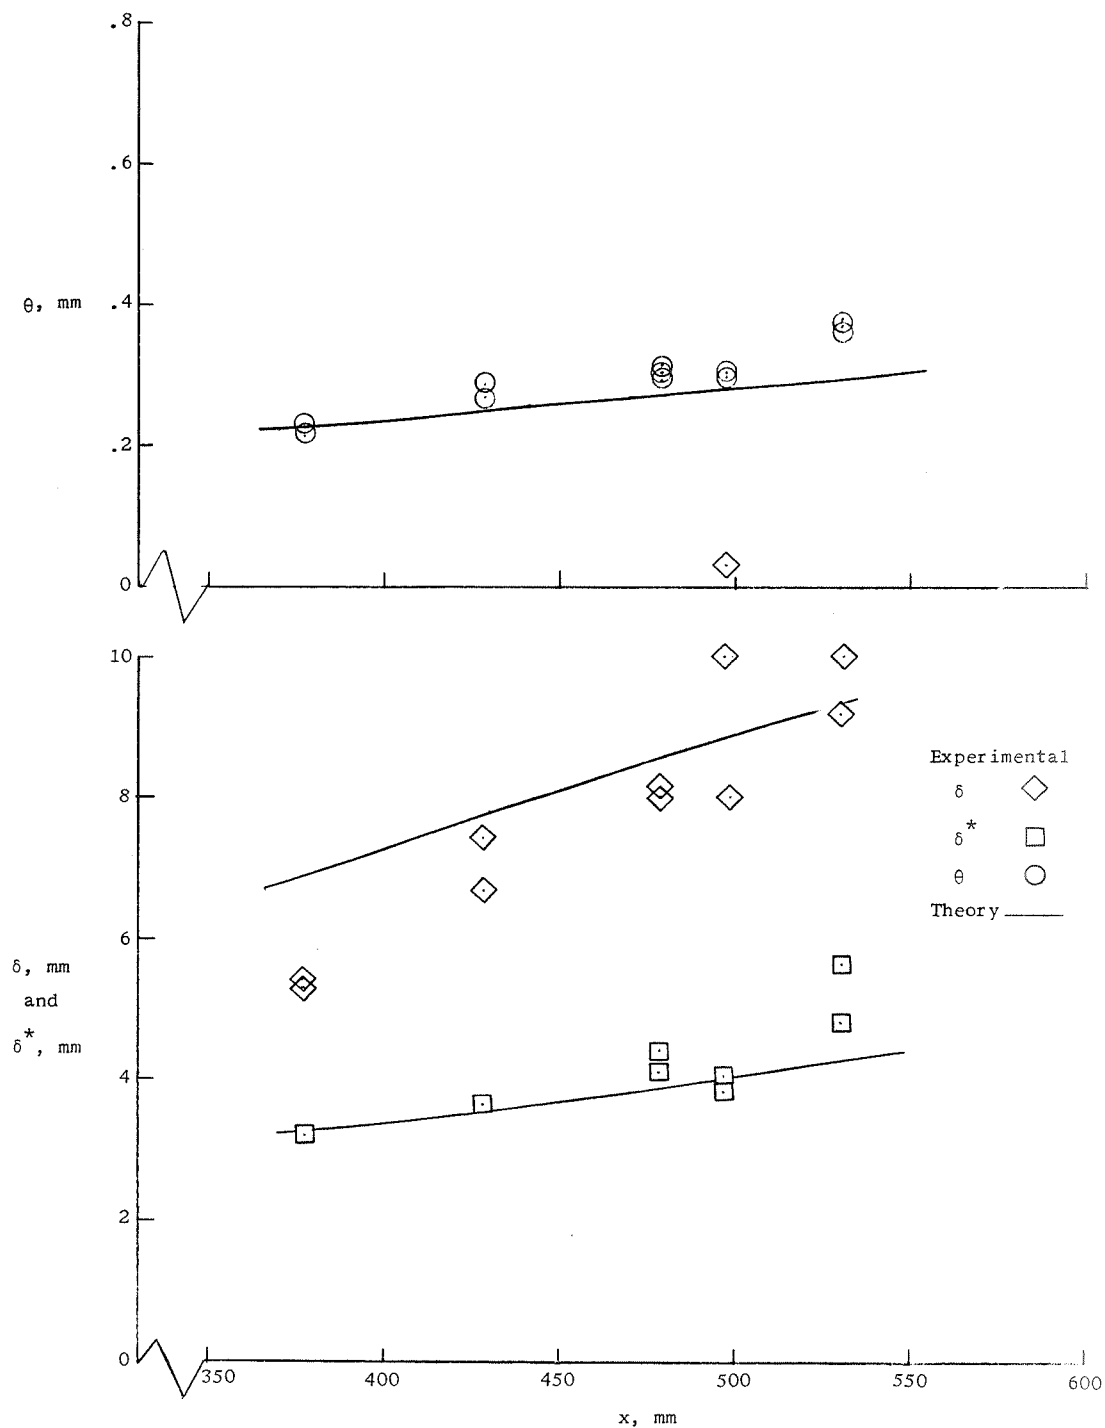 .8
.6
θ, mm .4
.2
0
10
8
6
δ, mm
and
δ*, mm
4
2
0
350 400 450 500 550 600
x, mm
Experimental
δ
δ*
θ
Theory